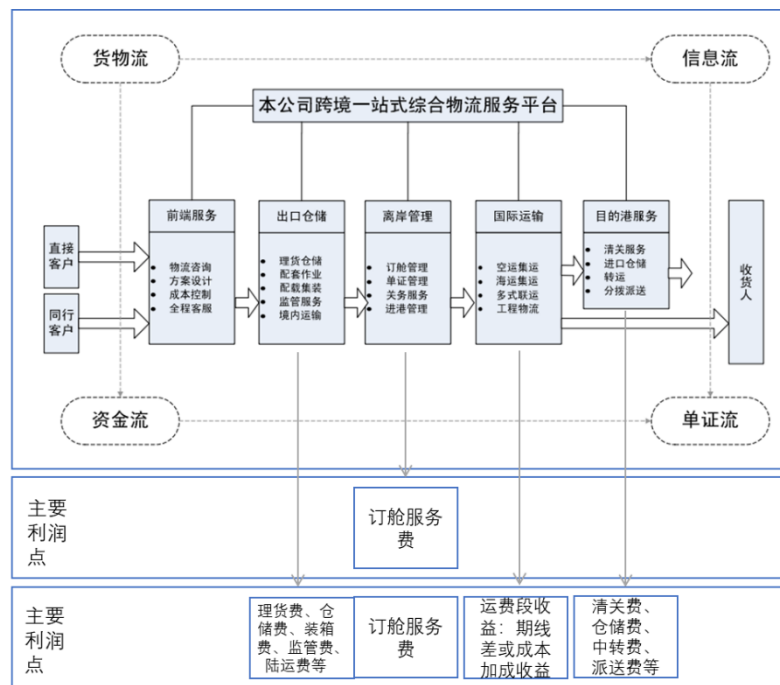 货物流
信息流
本公司跨境一站式综合物流服务平台
直接
客户
同行
客户
前端服务
物流咨询
方案设计
成本控制
全程客服
出口仓储
理货仓储
配套作业
配载集装
监管服务
境内运输
离岸管理
订舱管理
单证管理
关务服务
进港管理
国际运输
空运集运
海运集运
多式联运
工程物流
目的港服务
清关服务
进口仓储
转运
分拨派送
收货人
资金流
单证流
主要
利润
点
订舱服务
费
主要
利润
点
理货费、仓
储费、装箱
费、监管费、
陆运费等
订舱服务
费
运费段收
益：期线
差或成本
加成收益
清关费、
仓储费、
中转费、
派送费等